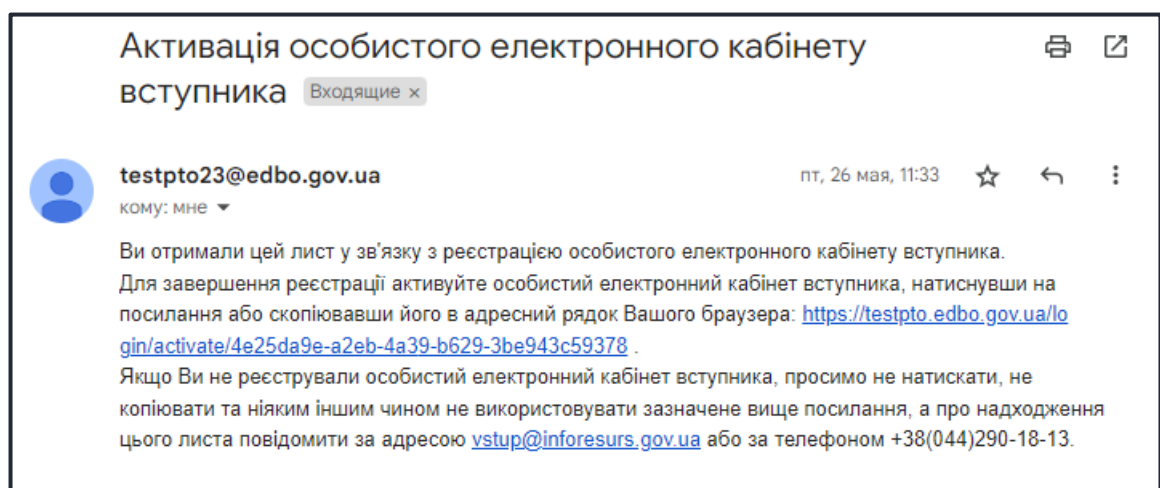 Активація особистого електронного кабінету
вступника Входящие ×
testpto23@edbo.gov.ua пт, 26 мая, 11:33
кому: мне
Ви отримали цей лист у зв'язку з реєстрацією особистого електронного кабінету вступника.
Для завершення реєстрації активуйте особистий електронний кабінет вступника, натиснувши на
посилання або скопіювавши його в адресний рядок Вашого браузера: https://testpto.edbo.gov.ua/lo
gin/activate/4e25da9e-a2eb-4a39-b629-3be943c59378 .
Якщо Ви не реєстрували особистий електронний кабінет вступника, просимо не натискати, не
копіювати та ніяким іншим чином не використовувати зазначене вище посилання, а про надходження
цього листа повідомити за адресою vstup@inforesurs.gov.ua або за телефоном +38(044)290-18-13.